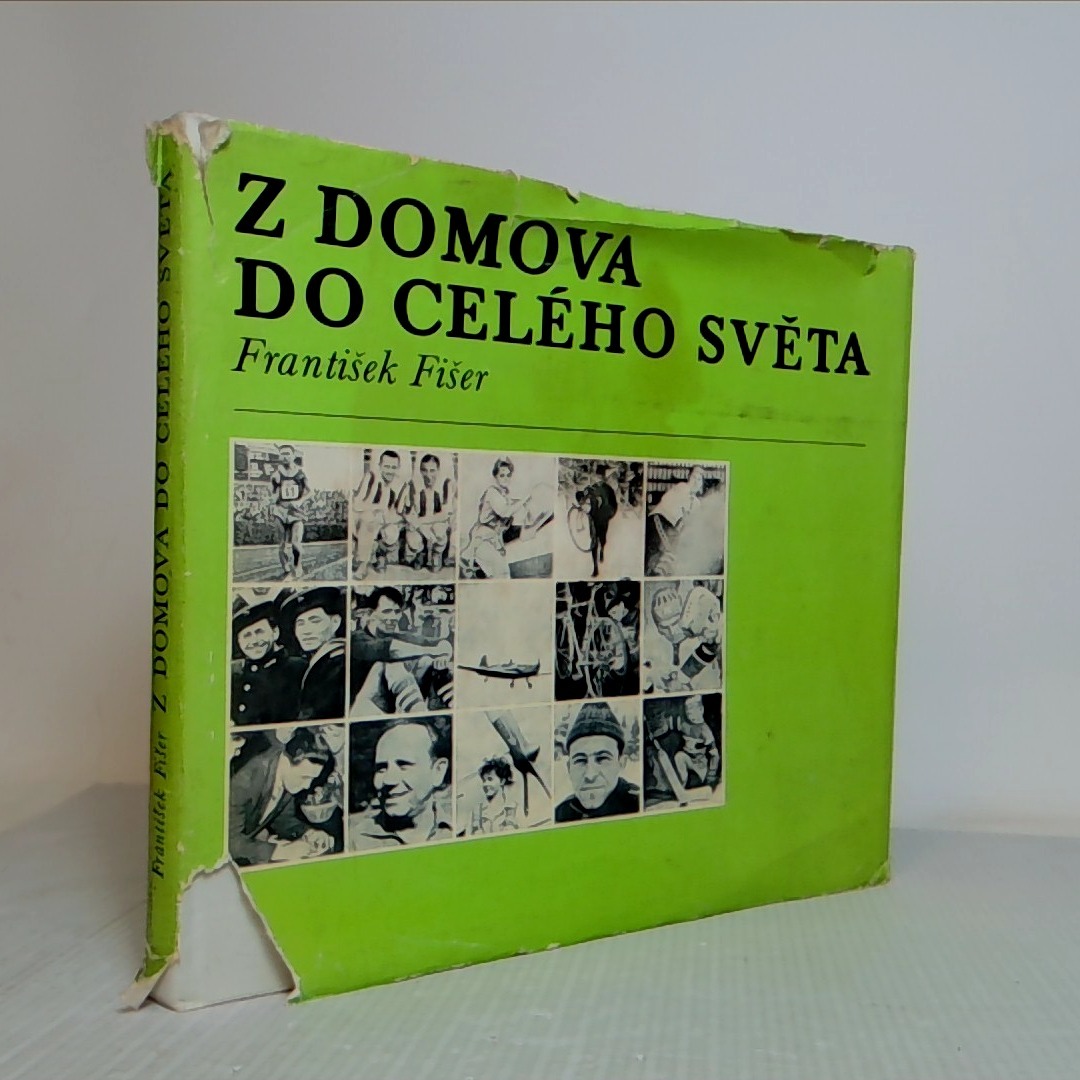 Z DOMOVA
DO CELÉHO SVĚTA
František Fišer
František Fišer Z DOMOVA DO CELÉHO SVĚTA